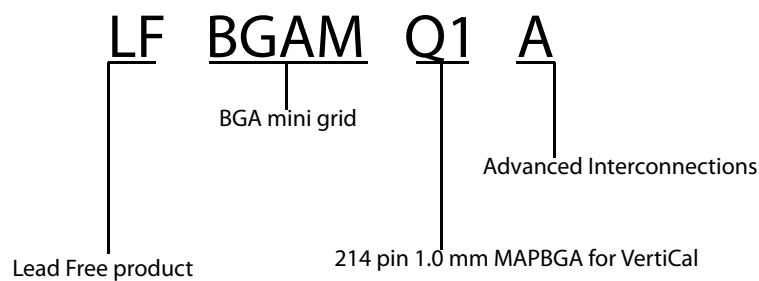 LF BGAM Q1 A
BGA mini grid
Advanced Interconnections
214 pin 1.0 mm MAPBGA for VertiCal
Lead Free product